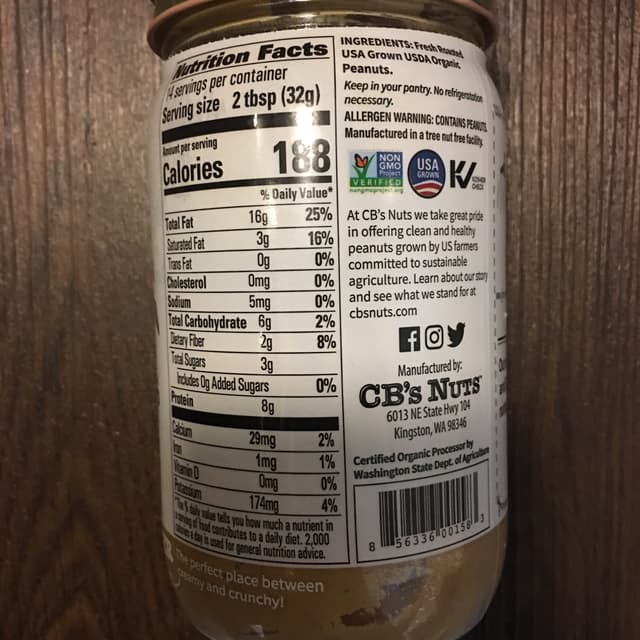 Nutrition Facts
14 servings per container
Serving size 2 tbsp (32g)
Amount per serving
Calories 188
% Daily Value*
Total Fat 16g 25%
Saturated Fat 3g 16%
Trans Fat 0g 0%
Cholesterol 0mg 0%
Sodium 5mg 0%
Total Carbohydrate 6g 2%
Dietary Fiber 2g 8%
Total Sugars 3g
Includes 0g Added Sugars 0%
Protein 8g
Calcium 29mg 2%
Iron 1mg 1%
Vitamin D 0mg 0%
Potassium 174mg 4%
*The % daily value tells you how much a nutrient in
serving of food contributes to a daily diet. 2,000
calories a day is used for general nutrition advice.
The perfect place between
creamy and crunchy!
INGREDIENTS: Fresh Roasted
USA Grown USDA Organic
Peanuts.
Keep in your pantry. No refrigeration
necessary.
ALLERGEN WARNING: CONTAINS PEANUTS.
Manufactured in a tree nut free facility.
NON
GMO
Project
VERIFIED
nongmoproject.org
USA
GROWN
KV
KOSHER
CHECK
At CB's Nuts we take great pride
in offering clean and healthy
peanuts grown by US farmers
committed to sustainable
agriculture. Learn about our story
and see what we stand for at
cbsnuts.com
Manufactured by:
CB's NUTS
6013 NE State Hwy 104
Kingston, WA 98346
Certified Organic Processor by
Washington State Dept. of Agriculture
8 56336 00158 3